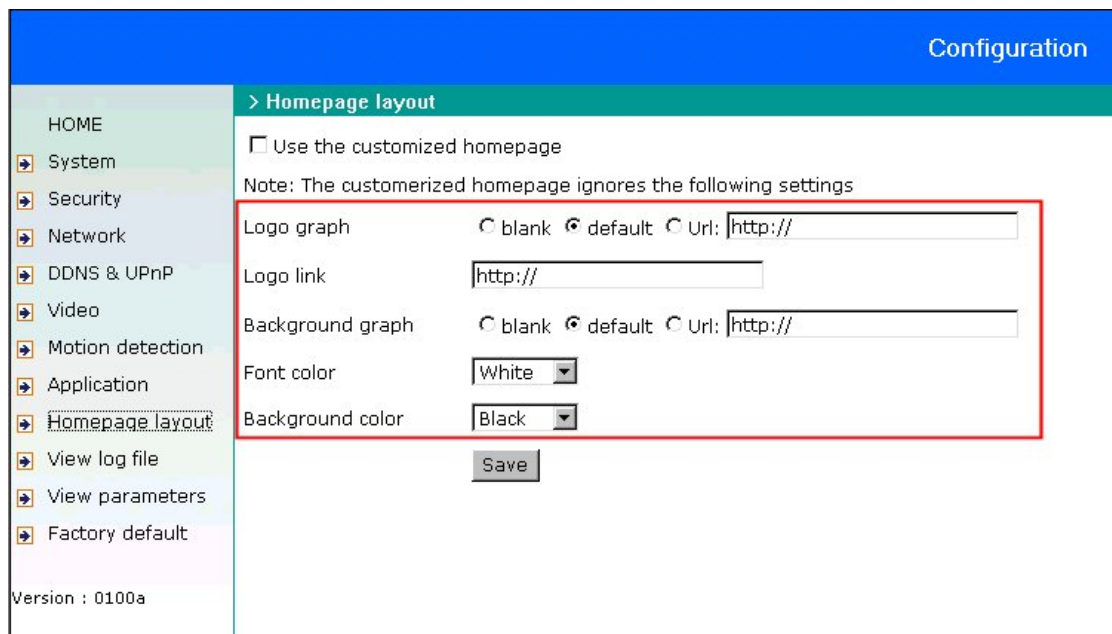 Configuration
HOME
System
Security
Network
DDNS & UPnP
Video
Motion detection
Application
Homepage layout
View log file
View parameters
Factory default
Version : 0100a
> Homepage layout
Use the customized homepage
Note: The customerized homepage ignores the following settings
Logo graph blank default Url: http://
Logo link http://
Background graph blank default Url: http://
Font color White
Background color Black
Save